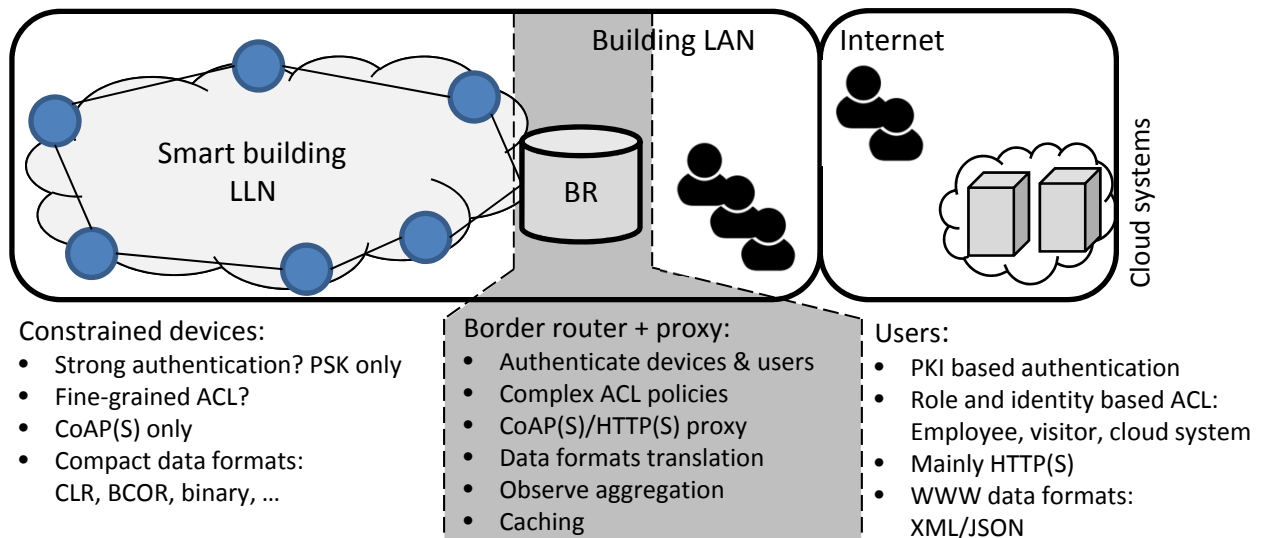 Building LAN
Internet
Smart building
LLN
BR
Cloud systems
Constrained devices:
• Strong authentication? PSK only
• Fine-grained ACL?
• CoAP(S) only
• Compact data formats:
CLR, BCOR, binary, ...
Border router + proxy:
• Authenticate devices & users
• Complex ACL policies
• CoAP(S)/HTTP(S) proxy
• Data formats translation
• Observe aggregation
• Caching
Users:
• PKI based authentication
• Role and identity based ACL:
Employee, visitor, cloud system
• Mainly HTTP(S)
• WWW data formats:
XML/JSON